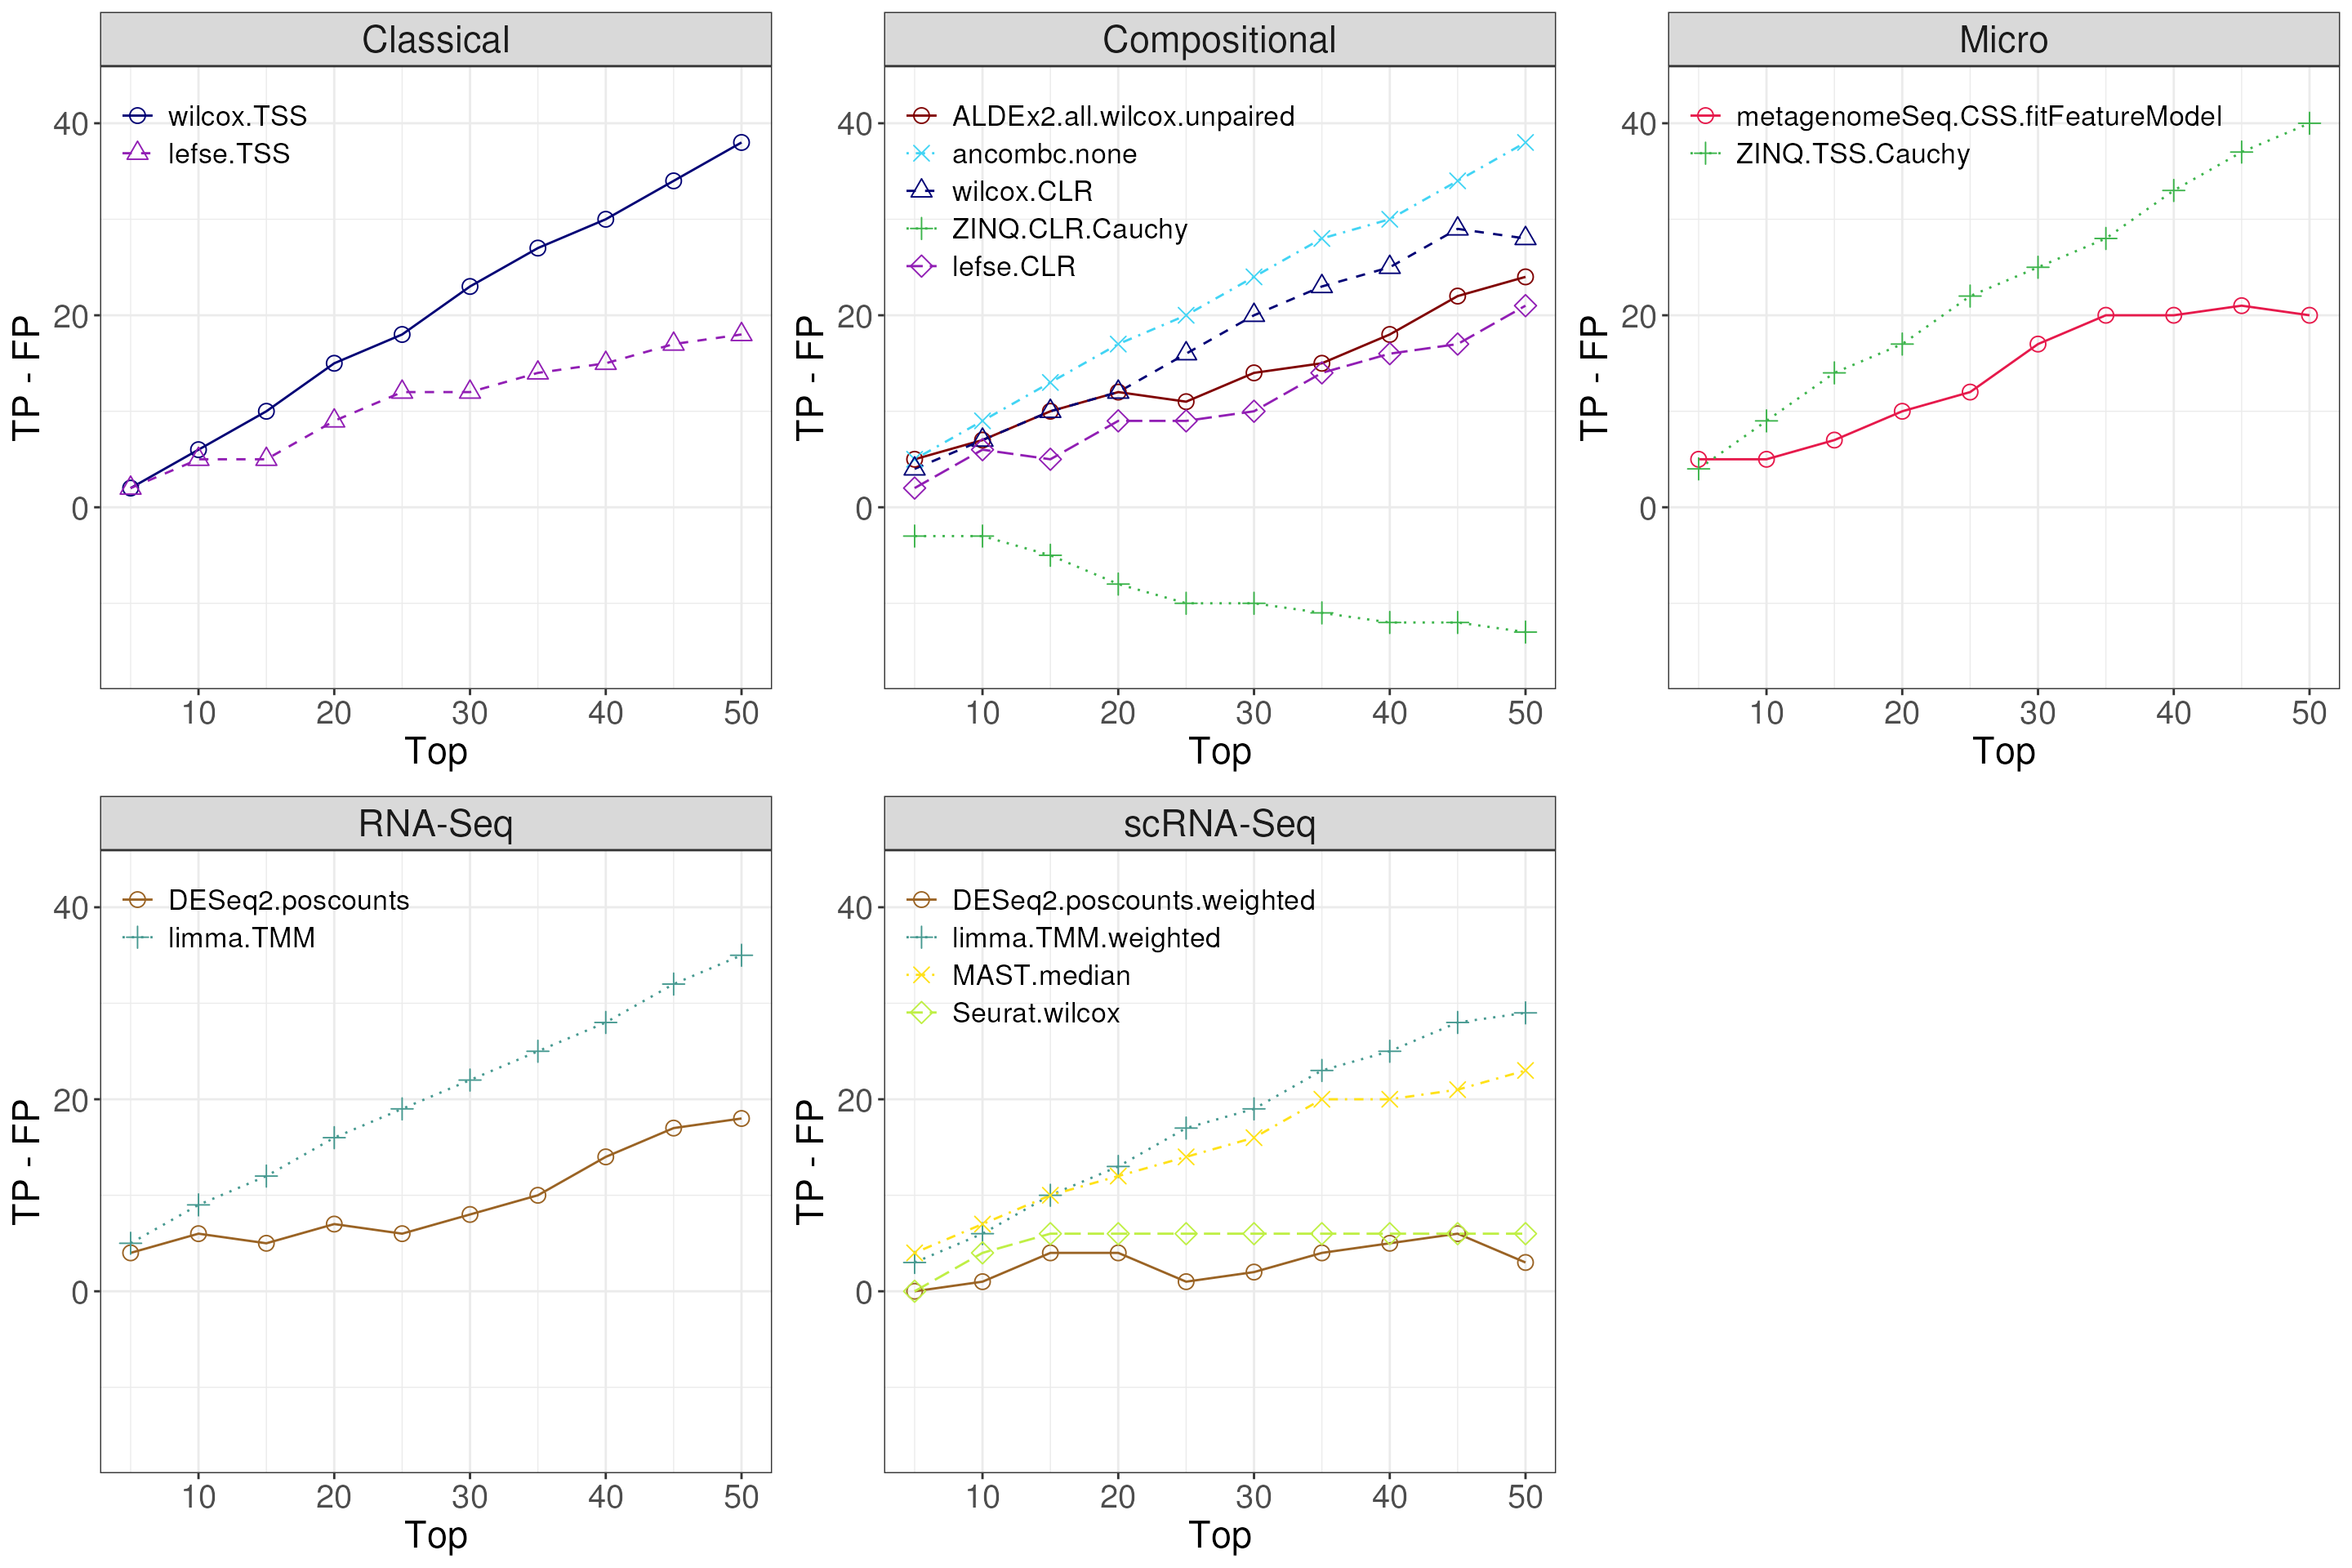 Classical
wilcox.TSS
lefse.TSS
40
20
0
TP - FP
10 20 30 40 50
Top
Compositional
ALDEx2.all.wilcox.unpaired
ancombc.none
wilcox.CLR
ZINQ.CLR.Cauchy
lefse.CLR
40
20
0
TP - FP
10 20 30 40 50
Top
Micro
metagenomeSeq.CSS.fitFeatureModel
ZINQ.TSS.Cauchy
40
20
0
TP - FP
10 20 30 40 50
Top
RNA-Seq
DESeq2.poscounts
limma.TMM
40
20
0
TP - FP
10 20 30 40 50
Top
scRNA-Seq
DESeq2.poscounts.weighted
limma.TMM.weighted
MAST.median
Seurat.wilcox
40
20
0
TP - FP
10 20 30 40 50
Top